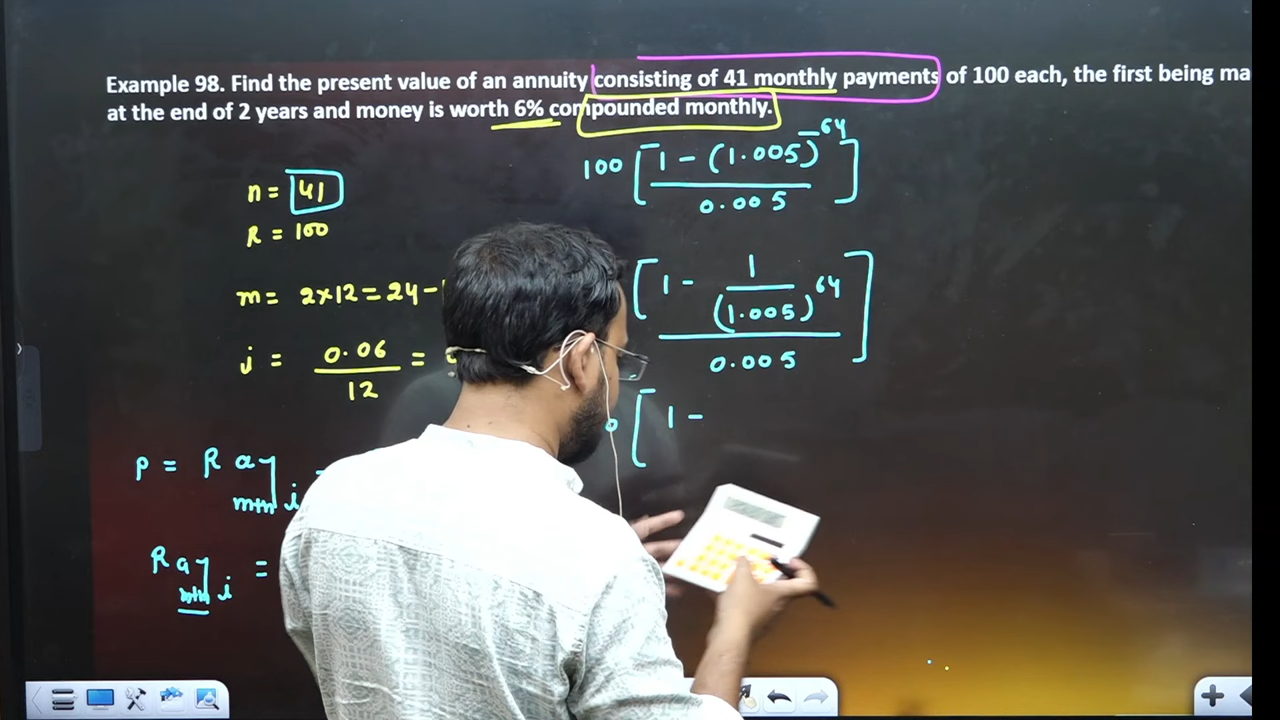 Example 98. Find the present value of an annuity consisting of 41 monthly payments of 100 each, the first being ma
at the end of 2 years and money is worth 6% compounded monthly.
n = 41
R = 100
m = 2×12 = 24 -
i = 0.06 / 12 =
P = R a m+n i
R a m+n i =
100 [ 1 - (1.005)^-64 / 0.005 ]
[ 1 - 1 / (1.005)^64 / 0.005 ]
[ 1 -